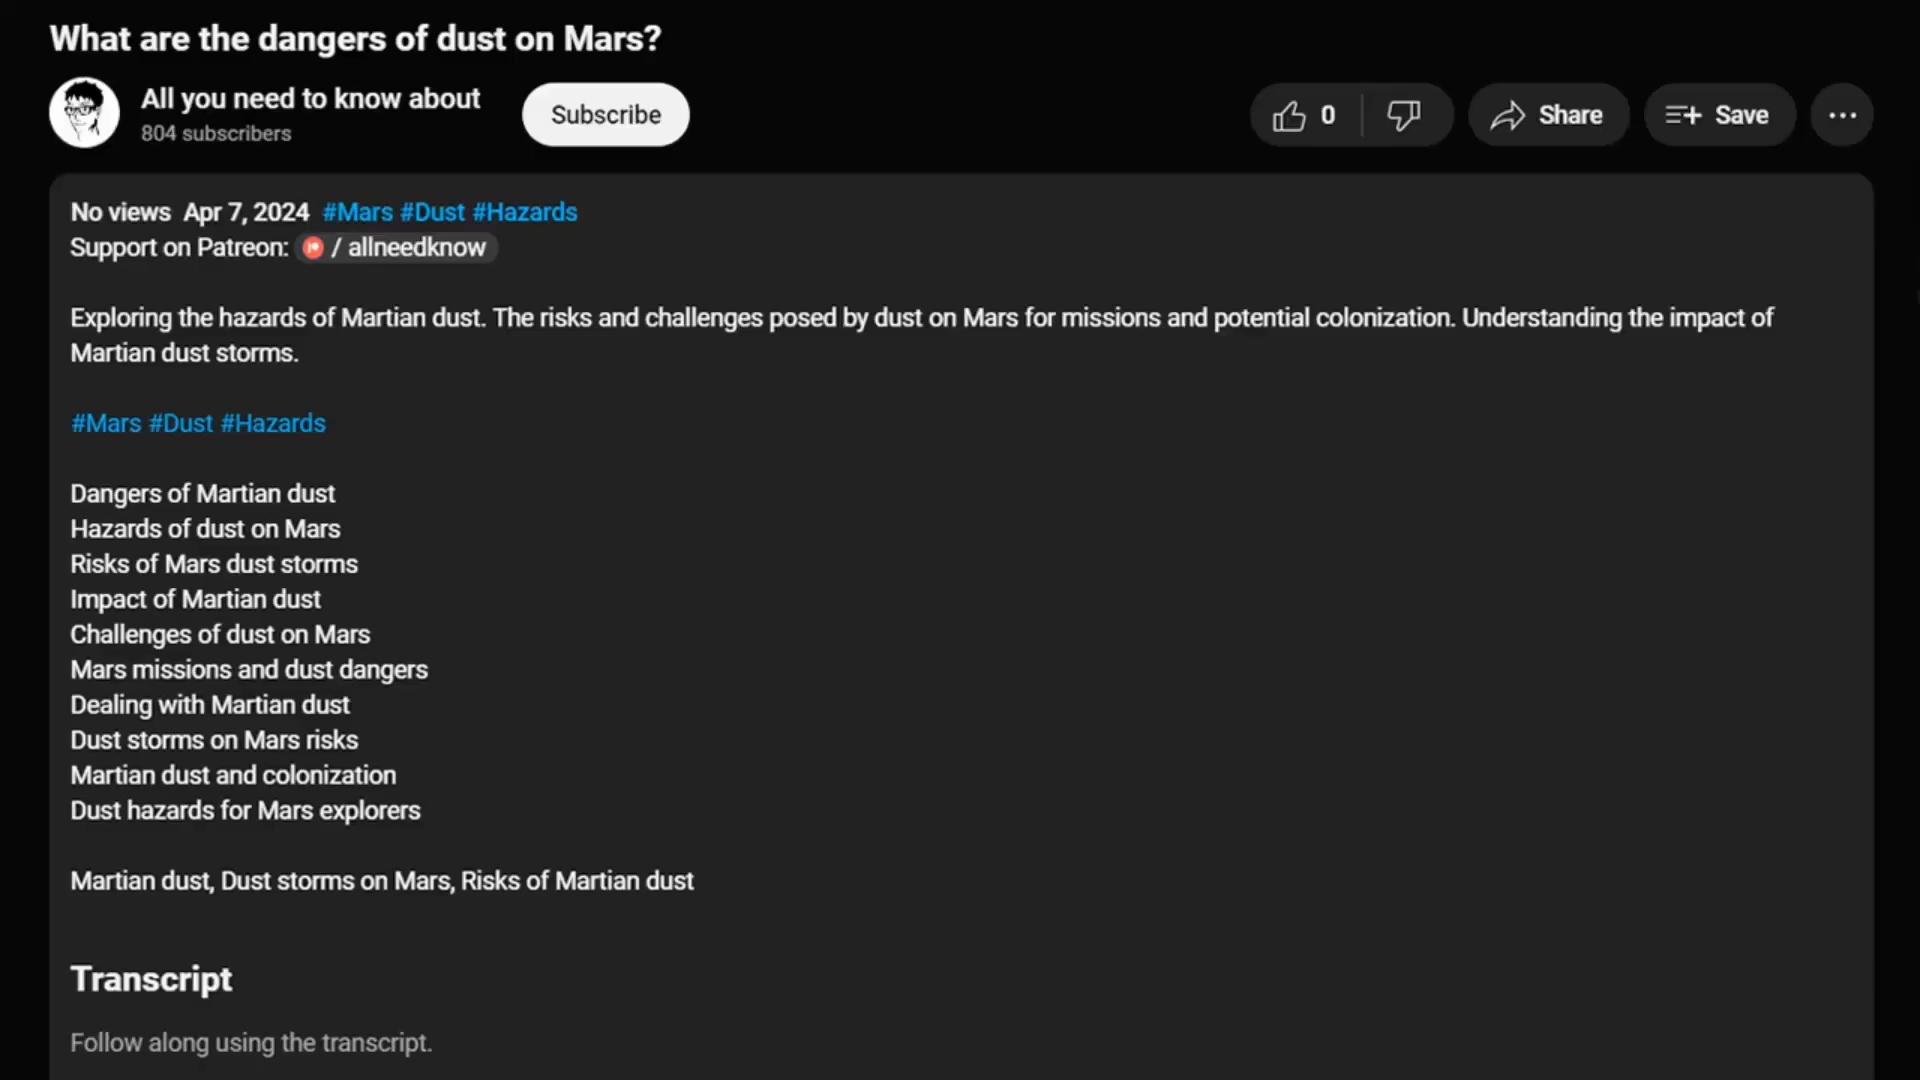 What are the dangers of dust on Mars?
All you need to know about
804 subscribers
Subscribe
0
Share
Save
No views Apr 7, 2024 #Mars #Dust #Hazards
Support on Patreon: / allneedknow
Exploring the hazards of Martian dust. The risks and challenges posed by dust on Mars for missions and potential colonization. Understanding the impact of
Martian dust storms.
#Mars #Dust #Hazards
Dangers of Martian dust
Hazards of dust on Mars
Risks of Mars dust storms
Impact of Martian dust
Challenges of dust on Mars
Mars missions and dust dangers
Dealing with Martian dust
Dust storms on Mars risks
Martian dust and colonization
Dust hazards for Mars explorers
Martian dust, Dust storms on Mars, Risks of Martian dust
Transcript
Follow along using the transcript.